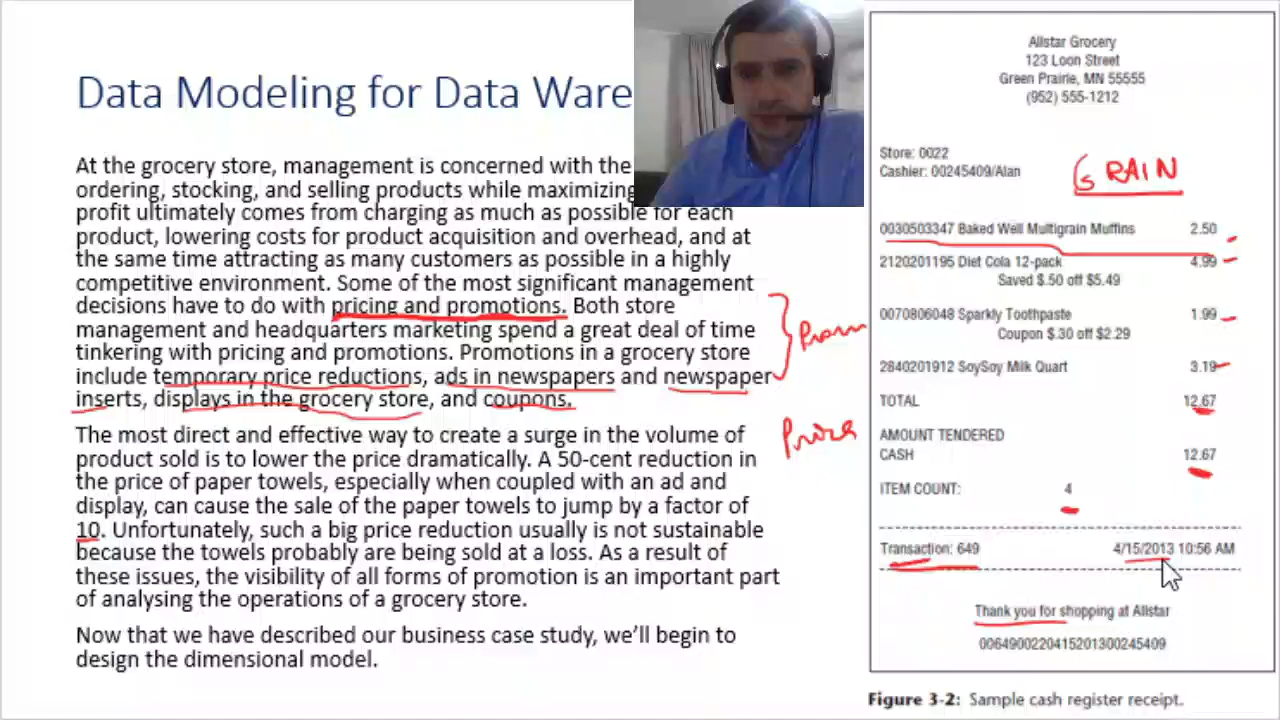 Data Modeling for Data Ware
At the grocery store, management is concerned with the
ordering, stocking, and selling products while maximizing
profit ultimately comes from charging as much as possible for each
product, lowering costs for product acquisition and overhead, and at
the same time attracting as many customers as possible in a highly
competitive environment. Some of the most significant management
decisions have to do with pricing and promotions. Both store
management and headquarters marketing spend a great deal of time
tinkering with pricing and promotions. Promotions in a grocery store
include temporary price reductions, ads in newspapers and newspaper
inserts, displays in the grocery store, and coupons.
The most direct and effective way to create a surge in the volume of
product sold is to lower the price dramatically. A 50-cent reduction in
the price of paper towels, especially when coupled with an ad and
display, can cause the sale of the paper towels to jump by a factor of
10. Unfortunately, such a big price reduction usually is not sustainable
because the towels probably are being sold at a loss. As a result of
these issues, the visibility of all forms of promotion is an important part
of analysing the operations of a grocery store.
Now that we have described our business case study, we’ll begin to
design the dimensional model.
Prom
Price
Allstar Grocery
123 Loon Street
Green Prairie, MN 55555
(952) 555-1212
Store: 0022
Cashier: 00245409/Alan
GRAIN
0030503347 Baked Well Multigrain Muffins 2.50
2120201195 Diet Cola 12-pack 4.99
Saved $.50 off $5.49
0070806048 Sparkly Toothpaste 1.99
Coupon $.30 off $2.29
2840201912 SoySoy Milk Quart 3.19
TOTAL 12.67
AMOUNT TENDERED
CASH 12.67
ITEM COUNT: 4
Transaction: 649 4/15/2013 10:56 AM
Thank you for shopping at Allstar
0064900220415201300245409
Figure 3-2: Sample cash register receipt.